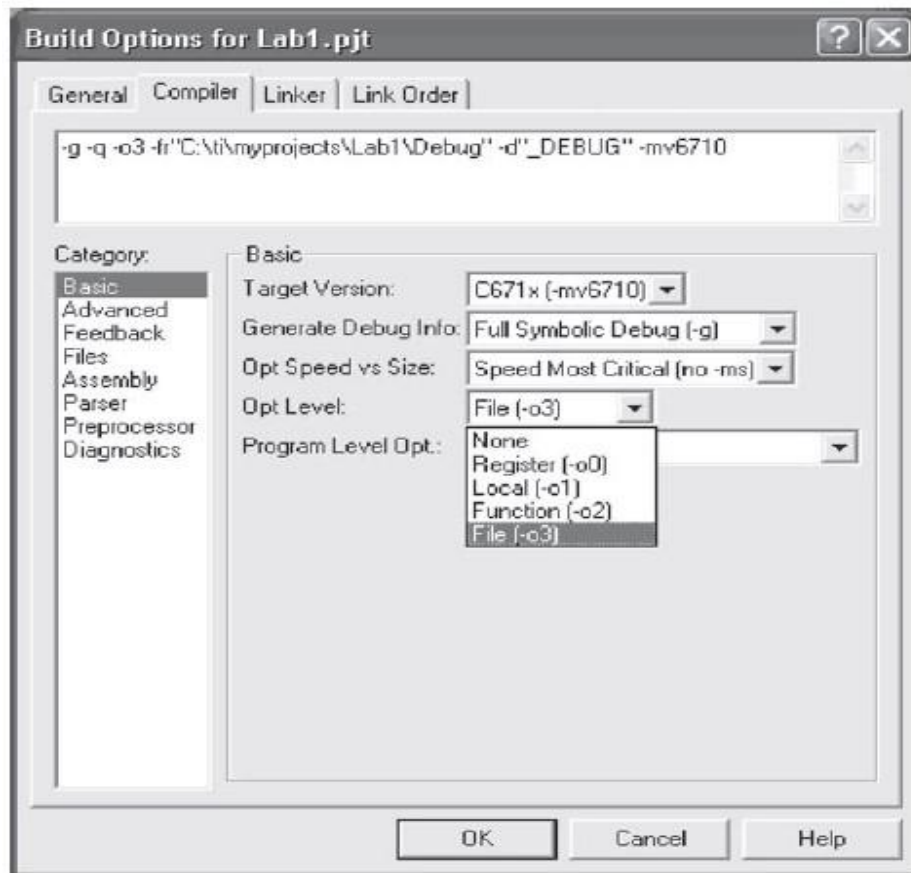 Build Options for Lab1.pjt
General Compiler Linker Link Order
-g -q -o3 -fr"C:\ti\myprojects\Lab1\Debug" -d"_DEBUG" -mv6710
Category:
Basic
Advanced
Feedback
Files
Assembly
Parser
Preprocessor
Diagnostics
Basic
Target Version: C671x (-mv6710)
Generate Debug Info: Full Symbolic Debug (-g)
Opt Speed vs Size: Speed Most Critical (no -ms)
Opt Level: File (-o3)
Program Level Opt.:
None
Register (-o0)
Local (-o1)
Function (-o2)
File (-o3)
OK Cancel Help